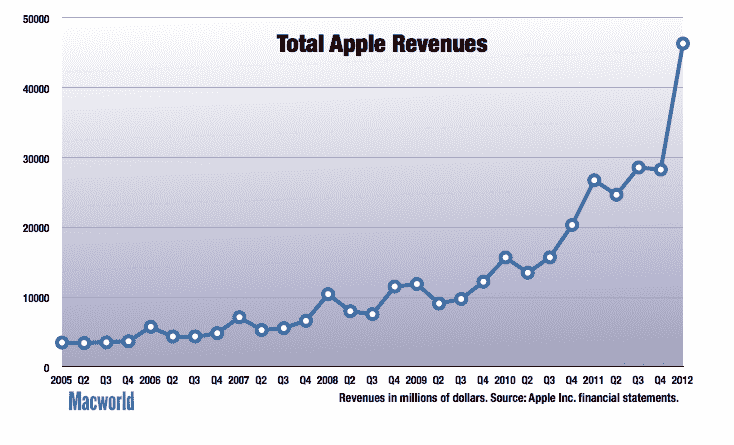 Total Apple Revenues
50000
40000
30000
20000
10000
0
2005 Q2 Q3 Q4 2006 Q2 Q3 Q4 2007 Q2 Q3 Q4 2008 Q2 Q3 Q4 2009 Q2 Q3 Q4 2010 Q2 Q3 Q4 2011 Q2 Q3 Q4 2012
Macworld
Revenues in millions of dollars. Source: Apple Inc. financial statements.